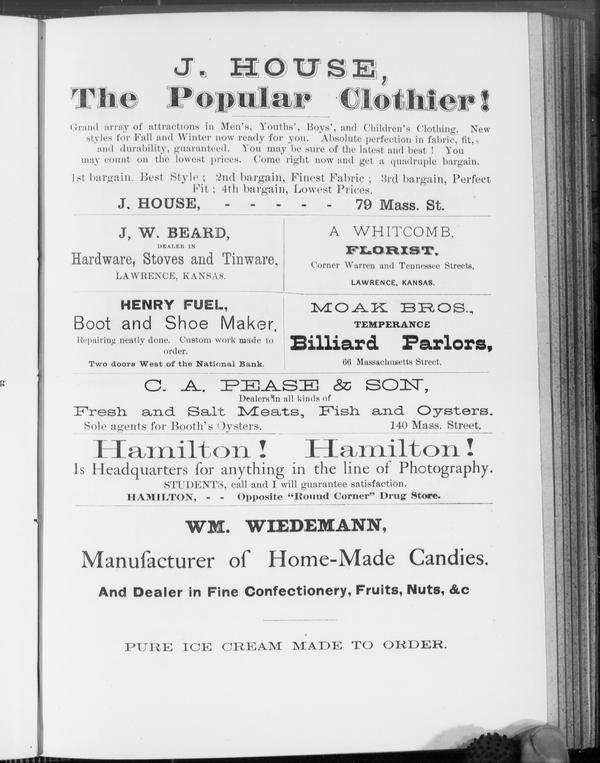 J. HOUSE,
The Popular Clothier!
Grand array of attractions in Men's, Youths', Boys', and Children's Clothing. New
styles for Fall and Winter now ready for you. Absolute perfection in fabric, fit,
and durability, guaranteed. You may be sure of the latest and best! You
may count on the lowest prices. Come right now and get a quadruple bargain.
1st bargain, Best Style; 2nd bargain, Finest Fabric; 3rd bargain, Perfect
Fit; 4th bargain, Lowest Prices.
J. HOUSE, - - - - - 79 Mass. St.
J, W. BEARD,
DEALER IN
Hardware, Stoves and Tinware,
LAWRENCE, KANSAS.
A WHITCOMB,
FLORIST,
Corner Warren and Tennessee Streets,
LAWRENCE, KANSAS.
HENRY FUEL,
Boot and Shoe Maker,
Repairing neatly done. Custom work made to
order.
Two doors West of the National Bank.
MOAK BROS.,
TEMPERANCE
Billiard Parlors,
66 Massachusetts Street.
C. A. PEASE & SON,
Dealers in all kinds of
Fresh and Salt Meats, Fish and Oysters.
Sole agents for Booth's Oysters. 140 Mass. Street.
Hamilton! Hamilton!
Is Headquarters for anything in the line of Photography.
STUDENTS, call and I will guarantee satisfaction.
HAMILTON, - - Opposite "Round Corner" Drug Store.
WM. WIEDEMANN,
Manufacturer of Home-Made Candies.
And Dealer in Fine Confectionery, Fruits, Nuts, &c
PURE ICE CREAM MADE TO ORDER.